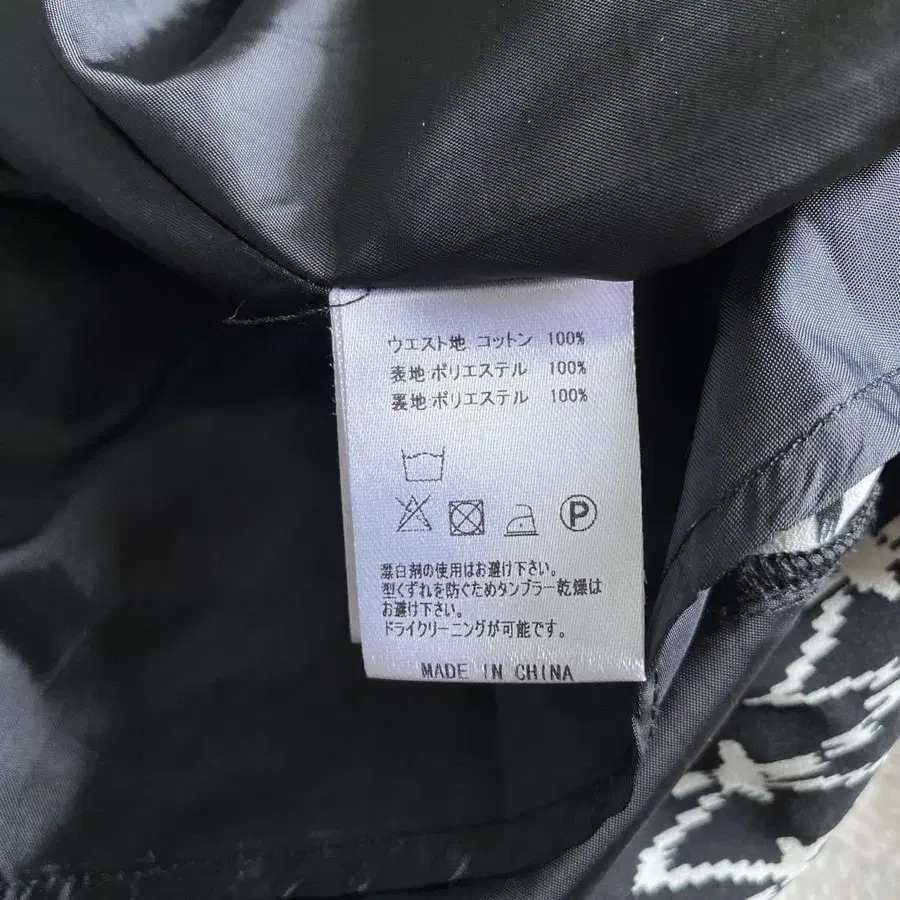 ウエスト地 コットン 100%
表地:ポリエステル 100%
裏地:ポリエステル 100%
P
漂白剤の使用はお避け下さい。
型くずれを防ぐためタンブラー乾燥は
お避け下さい。
ドライクリーニングが可能です。
MADE IN CHINA